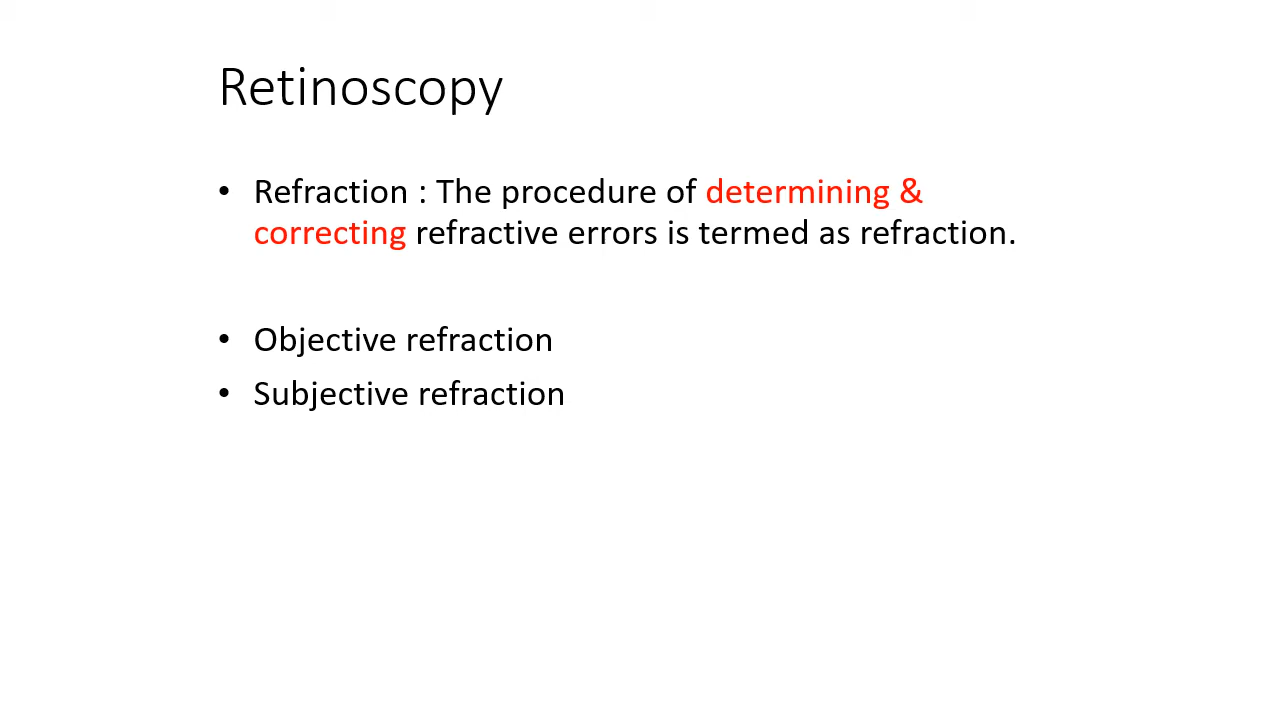 Retinoscopy
• Refraction : The procedure of determining &
correcting refractive errors is termed as refraction.
• Objective refraction
• Subjective refraction